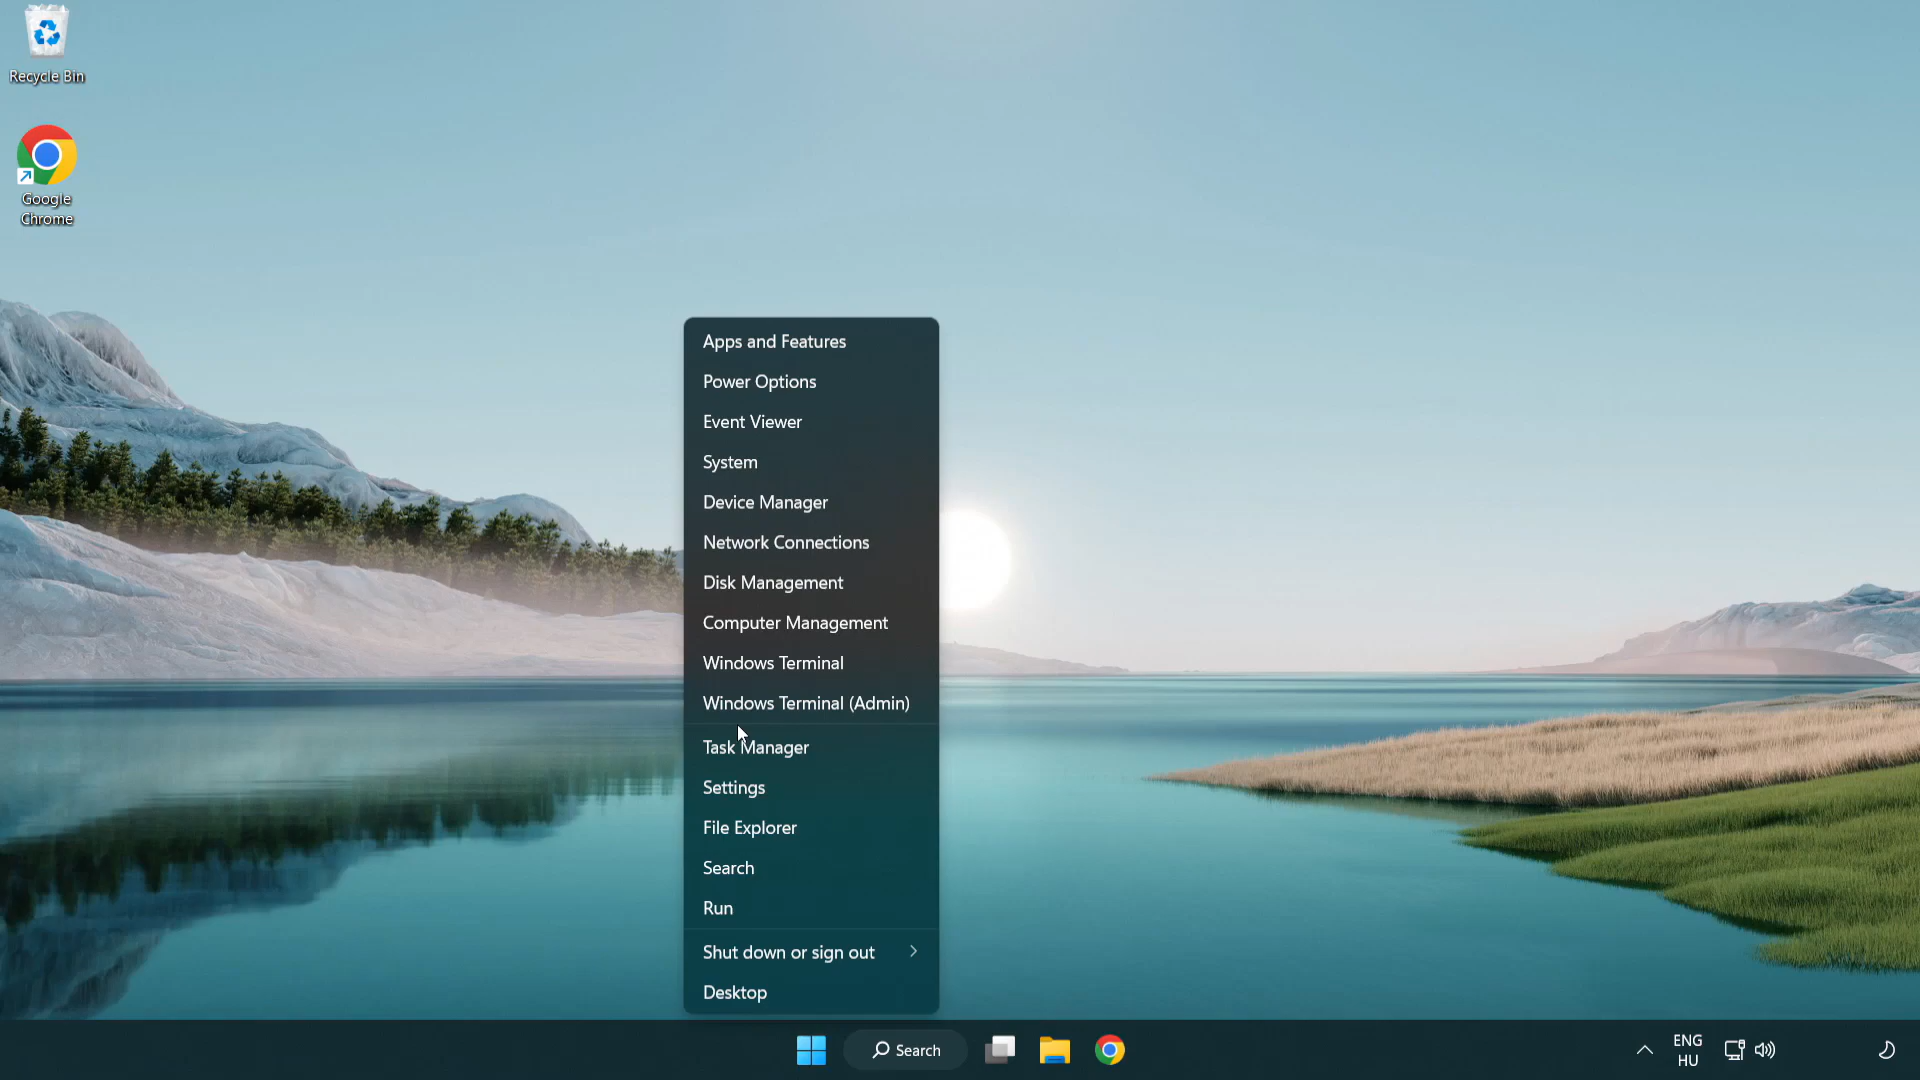 Recycle Bin
Google
Chrome
Apps and Features
Power Options
Event Viewer
System
Device Manager
Network Connections
Disk Management
Computer Management
Windows Terminal
Windows Terminal (Admin)
Task Manager
Settings
File Explorer
Search
Run
Shut down or sign out
Desktop
Search
ENG
HU